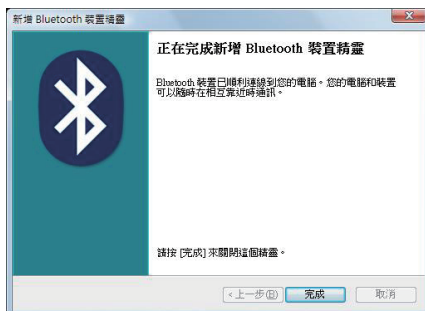 新增 Bluetooth 裝置精靈
正在完成新增 Bluetooth 裝置精靈
Bluetooth 裝置已順利連線到您的電腦。您的電腦和裝置
可以隨時在相互靠近時通訊。
請按 [完成] 來關閉這個精靈。
<上一步(B) 完成 取消